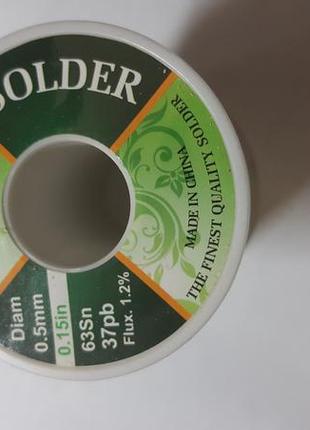 SOLDER
MADE IN CHINA
THE FINEST QUALITY SOLDER
Diam
0.5mm
0.15in
63Sn
37pb
Flux. 1.2%